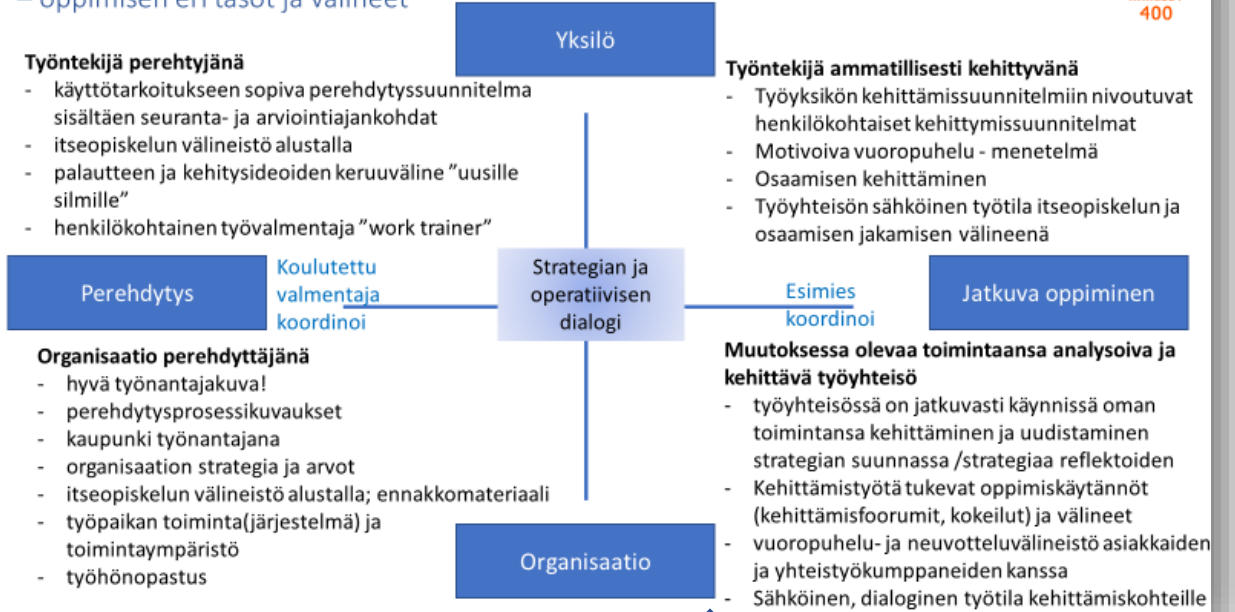 – oppimisen eri tasot ja välineet
400
Yksilö
Työntekijä perehtyjänä
- käyttötarkoitukseen sopiva perehdytyssuunnitelma
sisältäen seuranta- ja arviointiajankohdat
- itseopiskelun välineistö alustalla
- palautteen ja kehitysideoiden keruuväline ”uusille
silmille”
- henkilökohtainen työvalmentaja ”work trainer”
Työntekijä ammatillisesti kehittyvänä
- Työyksikön kehittämissuunnitelmiin nivoutuvat
henkilökohtaiset kehittymissuunnitelmat
- Motivoiva vuoropuhelu - menetelmä
- Osaamisen kehittäminen
- Työyhteisön sähköinen työtila itseopiskelun ja
osaamisen jakamisen välineenä
Perehdytys
Koulutettu
valmentaja
koordinoi
Strategian ja
operatiivisen
dialogi
Esimies
koordinoi
Jatkuva oppiminen
Organisaatio perehdyttäjänä
- hyvä työnantajakuva!
- perehdytysprosessikuvaukset
- kaupunki työnantajana
- organisaation strategia ja arvot
- itseopiskelun välineistö alustalla; ennakkomateriaali
- työpaikan toiminta(järjestelmä) ja
toimintaympäristö
- työhönopastus
Organisaatio
Muutoksessa olevaa toimintaansa analysoiva ja
kehittävä työyhteisö
- työyhteisössä on jatkuvasti käynnissä oman
toimintansa kehittäminen ja uudistaminen
strategian suunnassa /strategiaa reflektoiden
- Kehittämistyötä tukevat oppimiskäytännöt
(kehittämisfoorumit, kokeilut) ja välineet
- vuoropuhelu- ja neuvotteluvälineistö asiakkaiden
ja yhteistyökumppaneiden kanssa
- Sähköinen, dialoginen työtila kehittämiskohteille